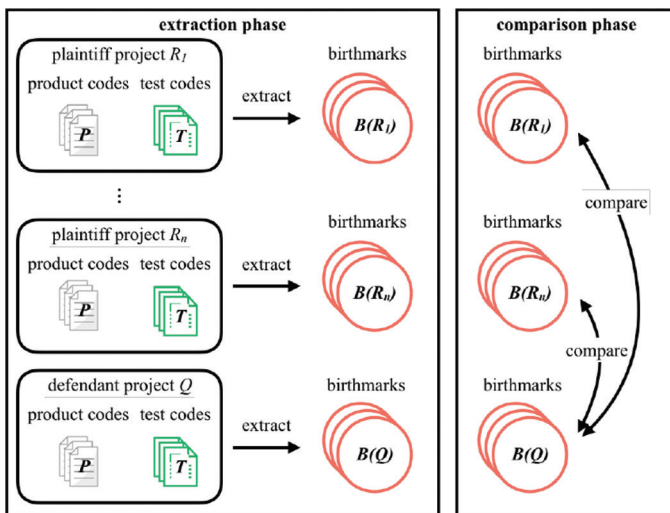 extraction phase
plaintiff project R1
product codes test codes
P T
extract
birthmarks
B(R1)
⋮
plaintiff project Rn
product codes test codes
P T
extract
birthmarks
B(Rn)
defendant project Q
product codes test codes
P T
extract
birthmarks
B(Q)
comparison phase
birthmarks
B(R1)
compare
birthmarks
B(Rn)
compare
birthmarks
B(Q)